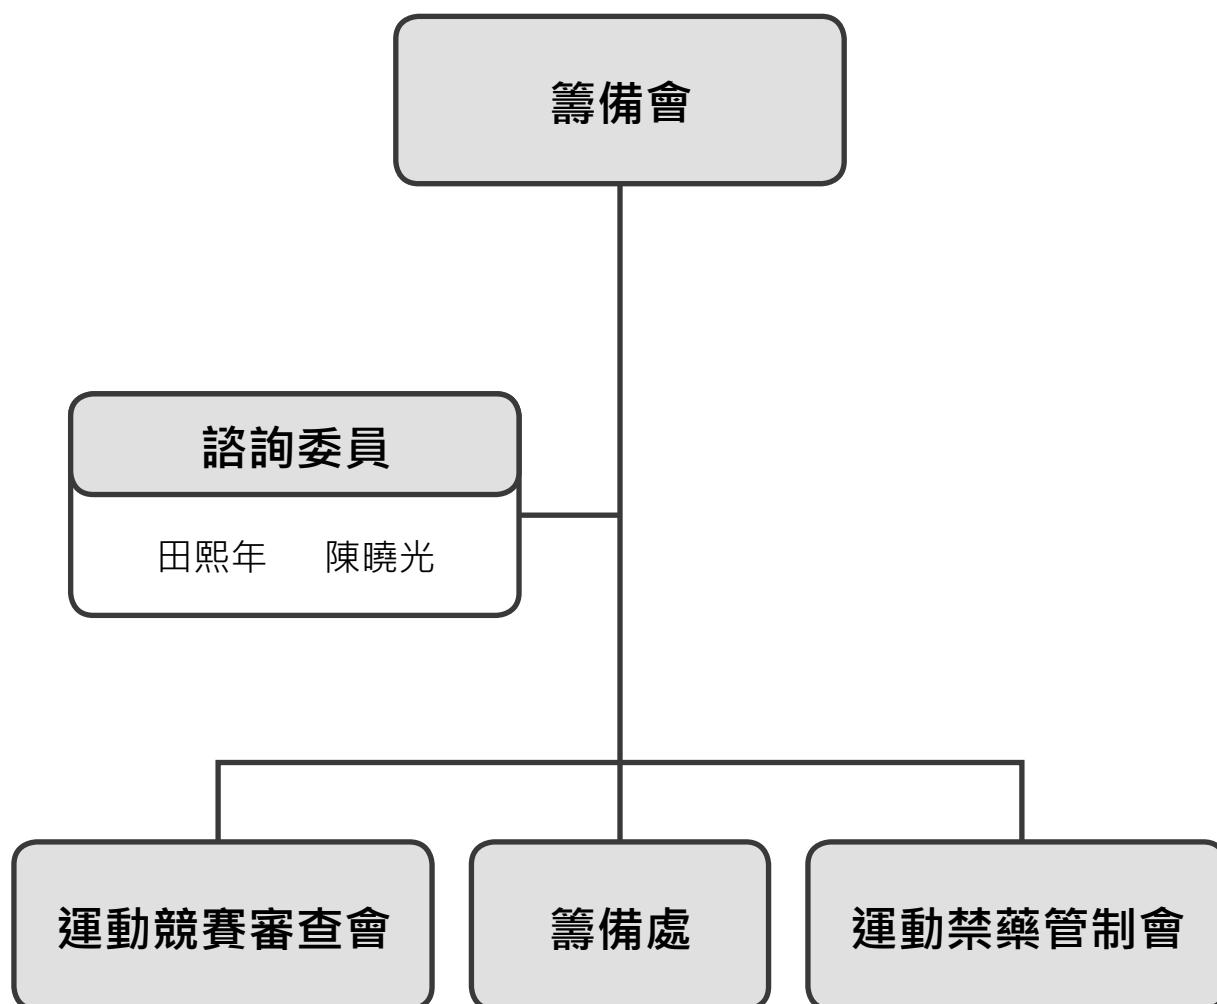 籌備會
諮詢委員
田熙年 陳曉光
運動競賽審查會
籌備處
運動禁藥管制會